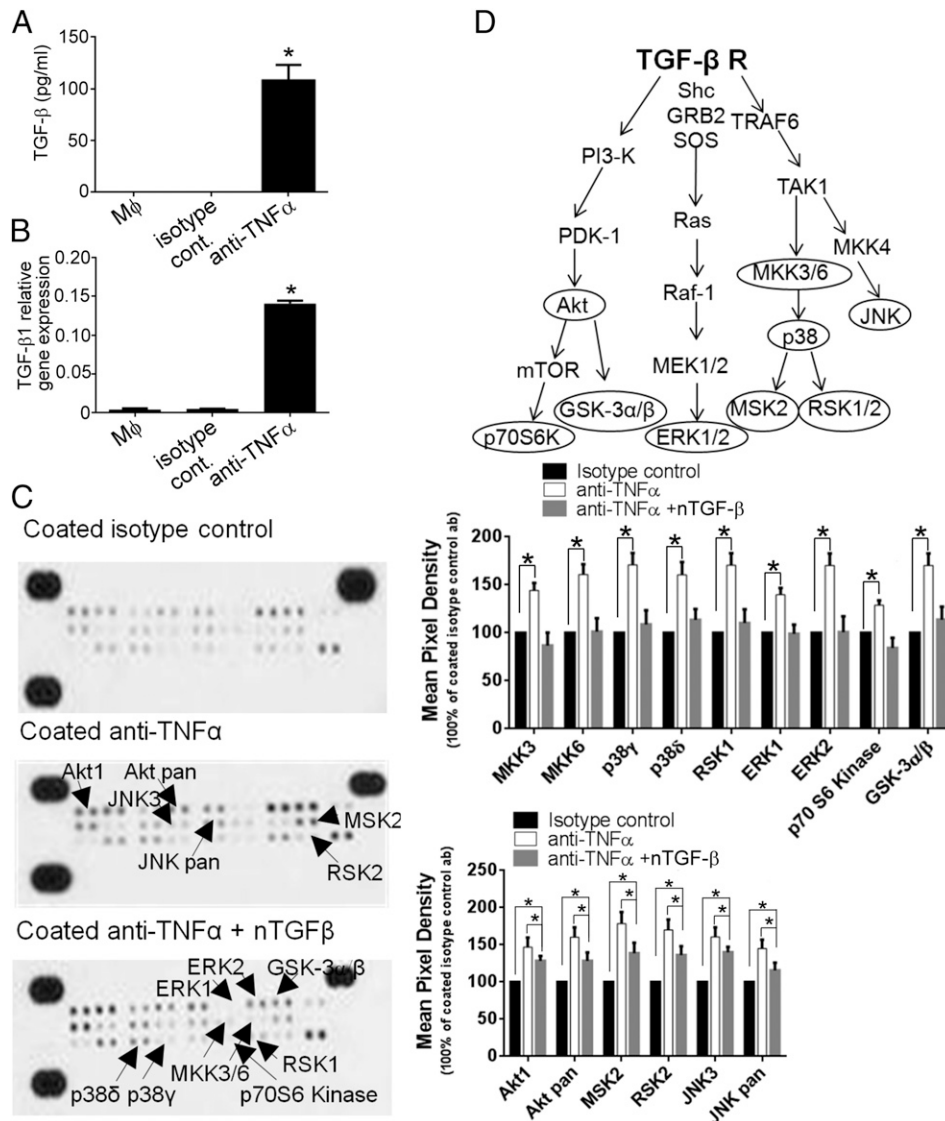 A
TGF-β (pg/ml)
150
100
50
0
*
Mϕ
isotype
cont.
anti-TNFα
B
TGF-β1 relative
gene expression
0.20
0.15
0.10
0.05
0
*
Mϕ
isotype
cont.
anti-TNFα
C
Coated isotype control
Coated anti-TNFα
Akt1
Akt pan
JNK3
MSK2
JNK pan
RSK2
Coated anti-TNFα + nTGFβ
ERK2
GSK-3α/β
ERK1
RSK1
MKK3/6
p38δ
p38γ
p70S6 Kinase
D
TGF-β R
Shc
GRB2
SOS
TRAF6
PI3-K
TAK1
Ras
PDK-1
MKK4
MKK3/6
Akt
Raf-1
JNK
p38
mTOR
MEK1/2
GSK-3α/β
MSK2
RSK1/2
p70S6K
ERK1/2
Isotype control
anti-TNFα
anti-TNFα +nTGF-β
Mean Pixel Density
(100% of coated isotype control ab)
200
150
100
50
0
* * * * * * * * *
MKK3
MKK6
p38γ
p38δ
RSK1
ERK1
ERK2
p70 S6 Kinase
GSK-3α/β
Isotype control
anti-TNFα
anti-TNFα +nTGF-β
Mean Pixel Density
(100% of coated isotype control ab)
250
200
150
100
50
0
* * * * * *
* * * * * *
Akt1
Akt pan
MSK2
RSK2
JNK3
JNK pan